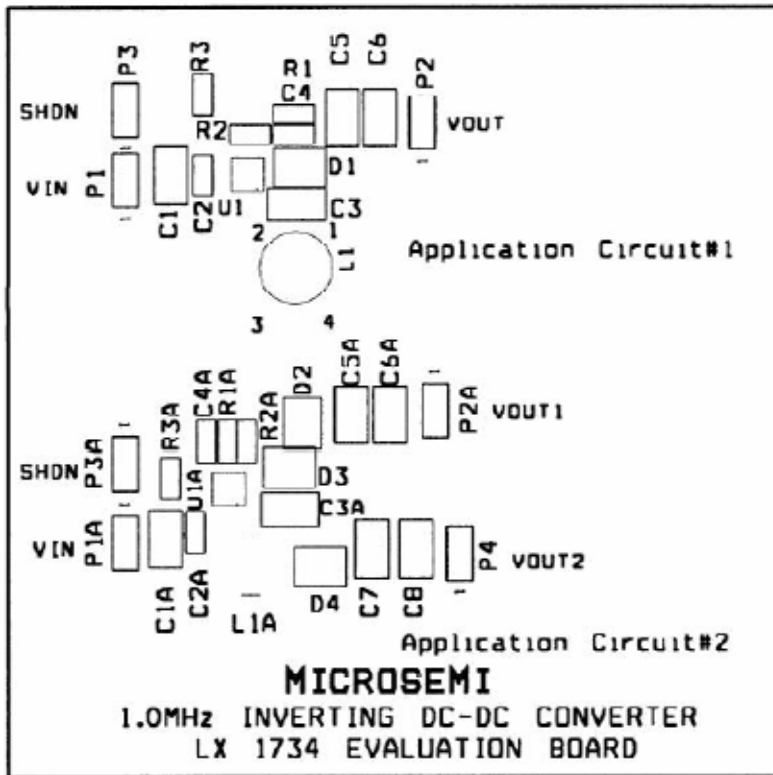 P3 R3 C5 C6 P2
R1
SHDN C4 VOUT
R2
VIN P1 D1
C1 C2 U1 C3
2 1
L1
Application Circuit#1
3 4
C4A R1A D2 C5A C6A
R3A R2A P2A VOUT1
SHDN P3A D3
U1A
C3A
VIN P1A P4 VOUT2
C1A C2A D4 C7 C8
L1A
Application Circuit#2
MICROSEMI
1.0MHz INVERTING DC-DC CONVERTER
LX 1734 EVALUATION BOARD